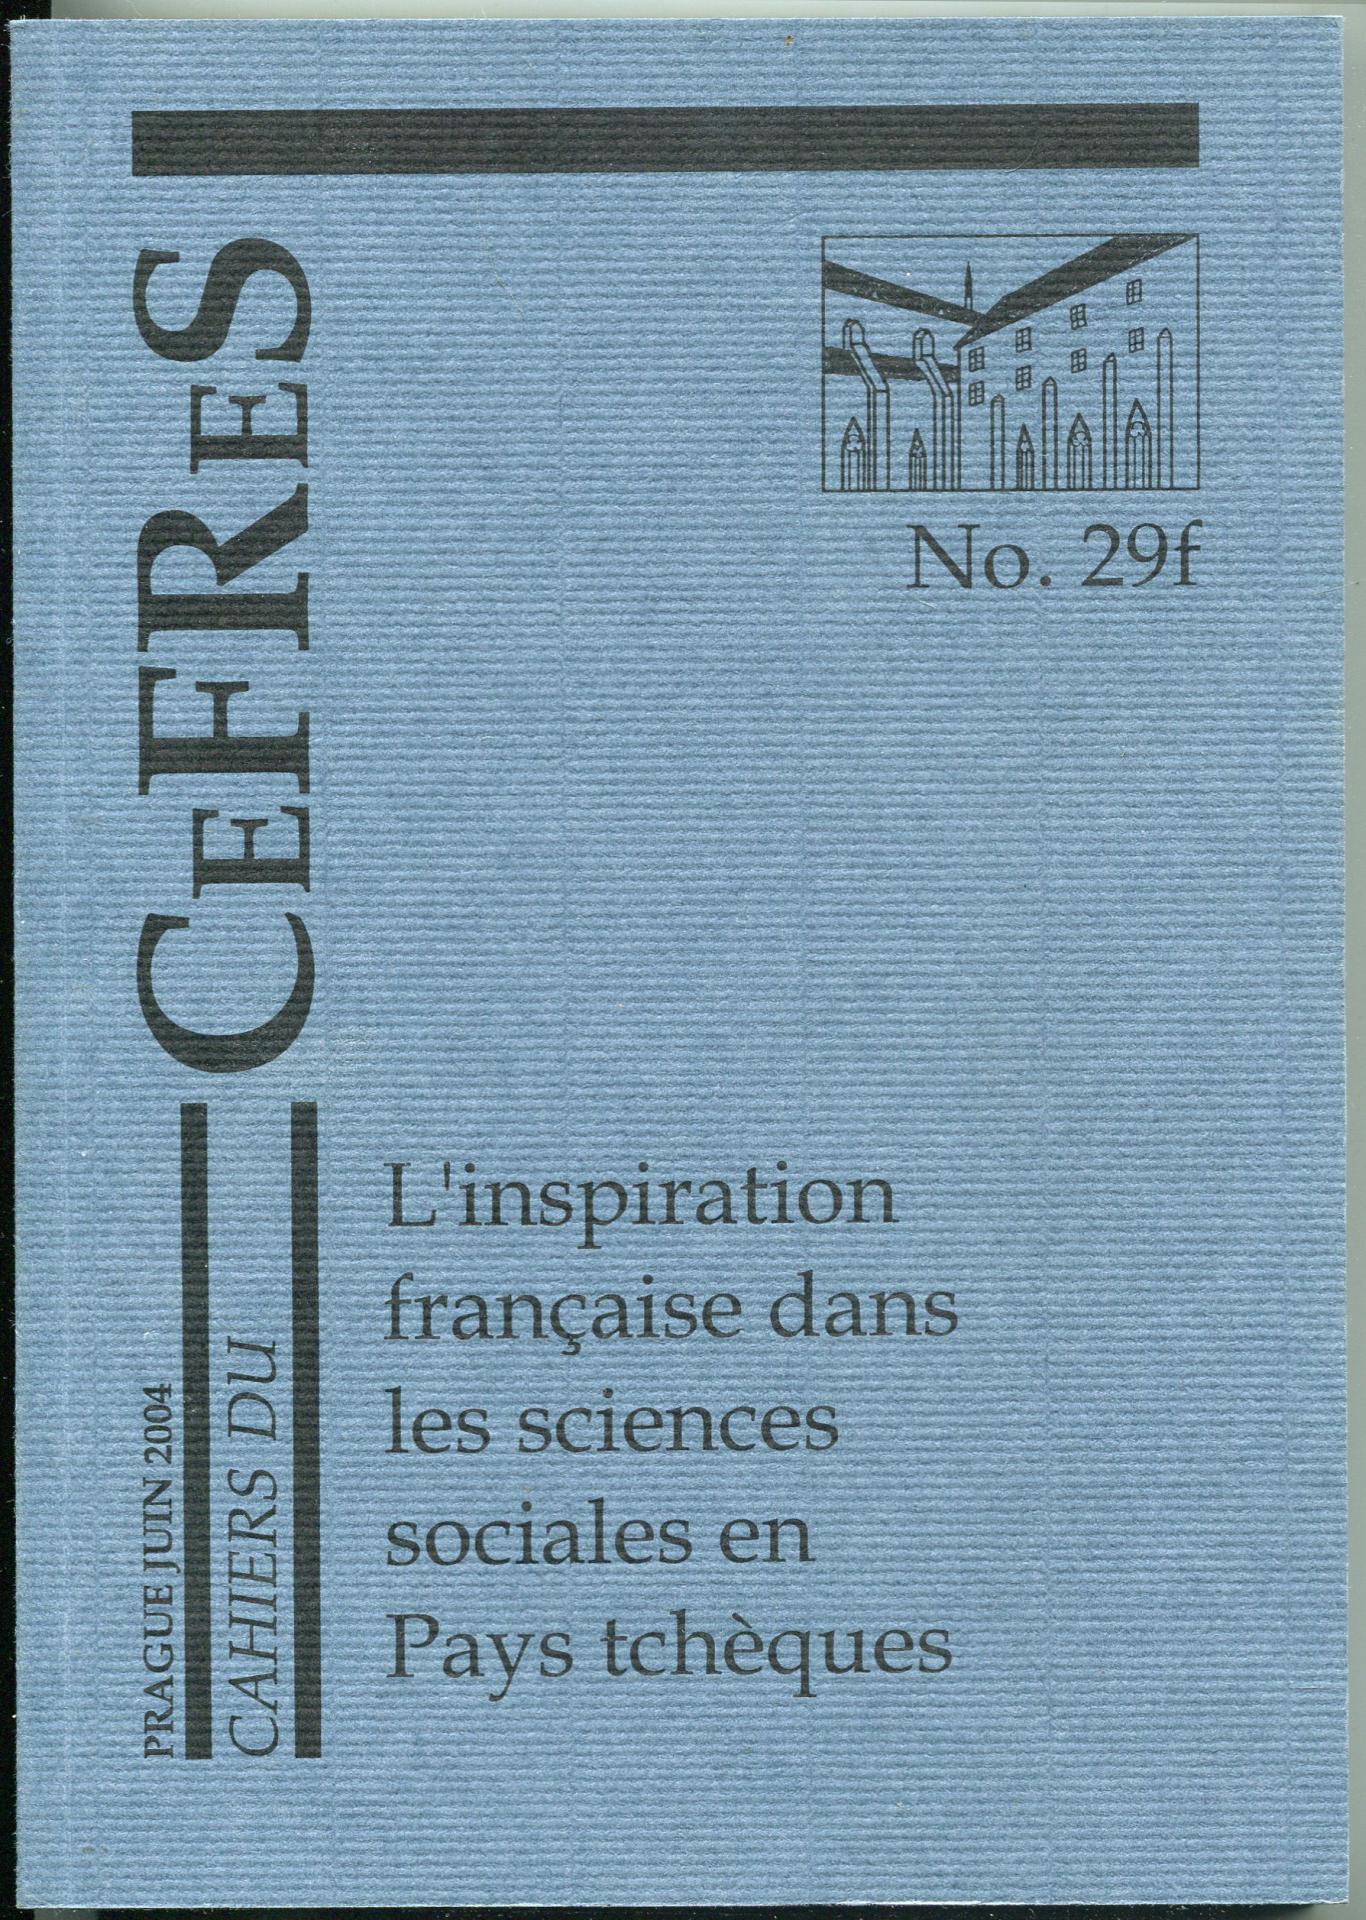 PRAGUE JUIN 2004
CAHIERS DU
CEFRES
No. 29f
L'inspiration
française dans
les sciences
sociales en
Pays tchèques